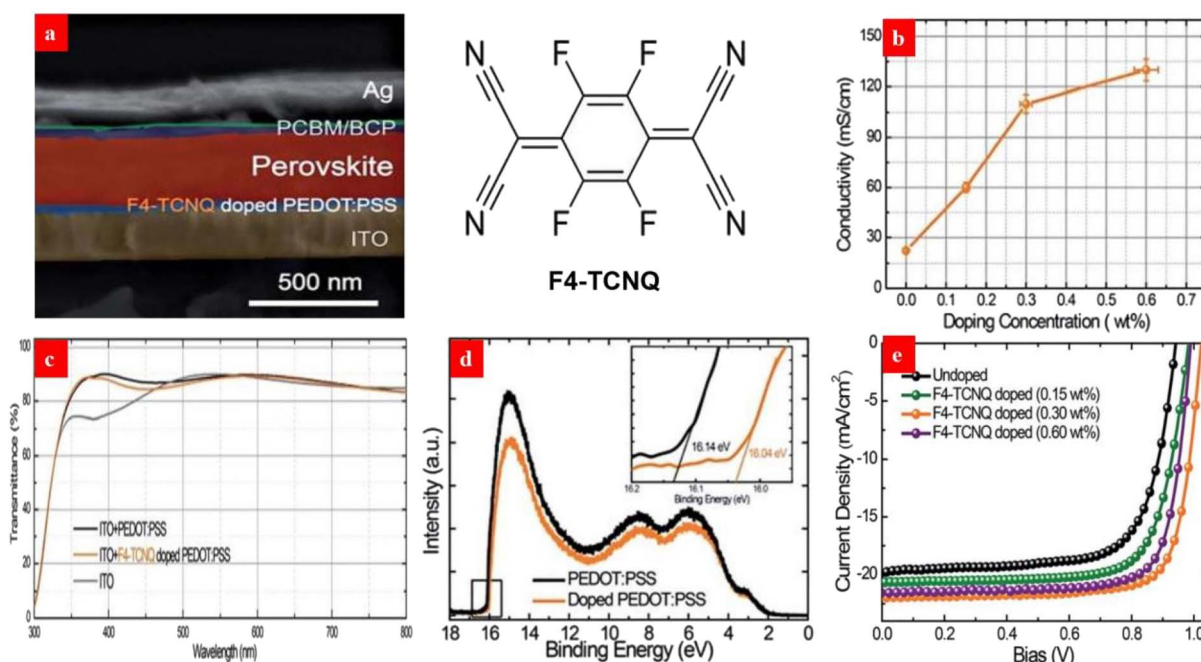 a
Ag
PCBM/BCP
Perovskite
F4-TCNQ doped PEDOT:PSS
ITO
500 nm
N
N
F
F
F
F
N
N
F4-TCNQ
b
Conductivity (mS/cm)
150
120
90
60
30
0
0.0 0.1 0.2 0.3 0.4 0.5 0.6 0.7
Doping Concentration ( wt%)
c
Transmittance (%)
100
80
60
40
20
0
ITO+PEDOT:PSS
ITO+F4-TCNQ doped PEDOT:PSS
ITO
300 400 500 600 700 800
Wavelength (nm)
d
Intensity (a.u.)
16.14 eV
16.04 eV
16.2 16.1 16.0
Binding Energy (eV)
PEDOT:PSS
Doped PEDOT:PSS
18 16 14 12 10 8 6 4 2 0
Binding Energy (eV)
e
Current Density (mA/cm²)
0
-5
-10
-15
-20
Undoped
F4-TCNQ doped (0.15 wt%)
F4-TCNQ doped (0.30 wt%)
F4-TCNQ doped (0.60 wt%)
0.0 0.2 0.4 0.6 0.8 1.0
Bias (V)